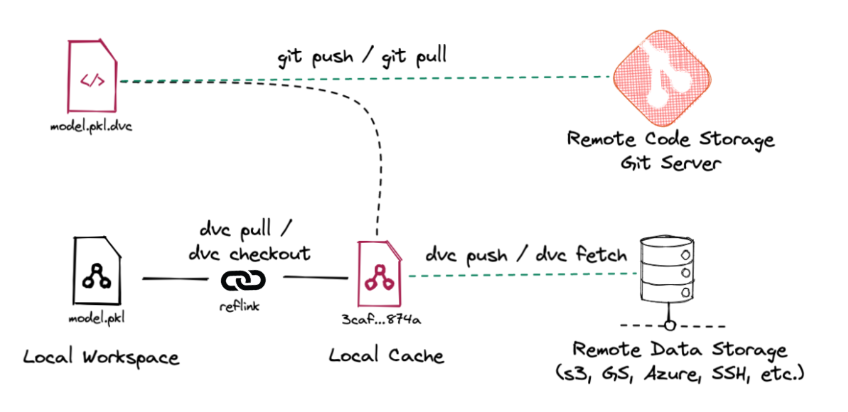 git push / git pull
</>
model.pkl.dvc
Remote Code Storage
Git Server
dvc pull /
dvc checkout
dvc push / dvc fetch
reflink
model.pkl
3caf...874a
Local Workspace
Local Cache
Remote Data Storage
(s3, GS, Azure, SSH, etc.)